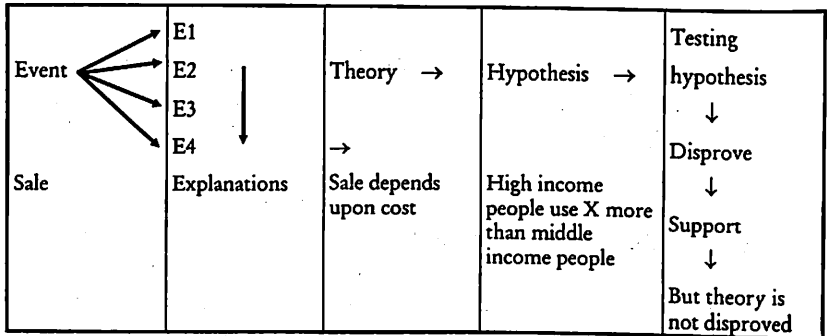 Event
Sale
E1
E2
E3
E4
Explanations
Theory →
→
Sale depends
upon cost
Hypothesis →
High income
people use X more
than middle
income people
Testing
hypothesis
↓
Disprove
↓
Support
↓
But theory is
not disproved